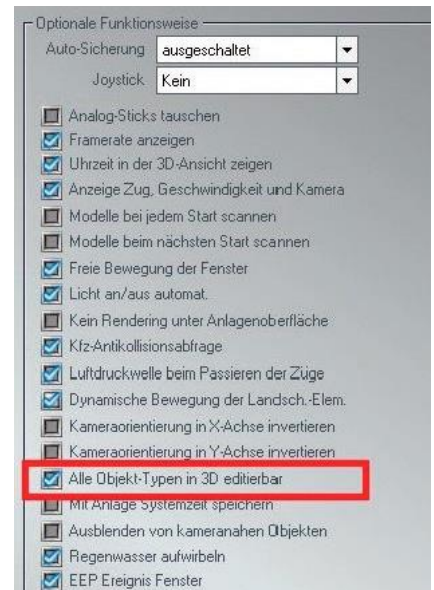 Optionale Funktionsweise
Auto-Sicherung ausgeschaltet
Joystick Kein
Analog-Sticks tauschen
Framerate anzeigen
Uhrzeit in der 3D-Ansicht zeigen
Anzeige Zug, Geschwindigkeit und Kamera
Modelle bei jedem Start scannen
Modelle beim nächsten Start scannen
Freie Bewegung der Fenster
Licht an/aus automat.
Kein Rendering unter Anlagenoberfläche
Kfz-Antikollisionsabfrage
Luftdruckwelle beim Passieren der Züge
Dynamische Bewegung der Landsch.-Elem.
Kameraorientierung in X-Achse invertieren
Kameraorientierung in Y-Achse invertieren
Alle Objekt-Typen in 3D editierbar
Mit Anlage Systemzeit speichern
Ausblenden von kameranahen Objekten
Regenwasser aufwirbeln
EEP Ereignis Fenster